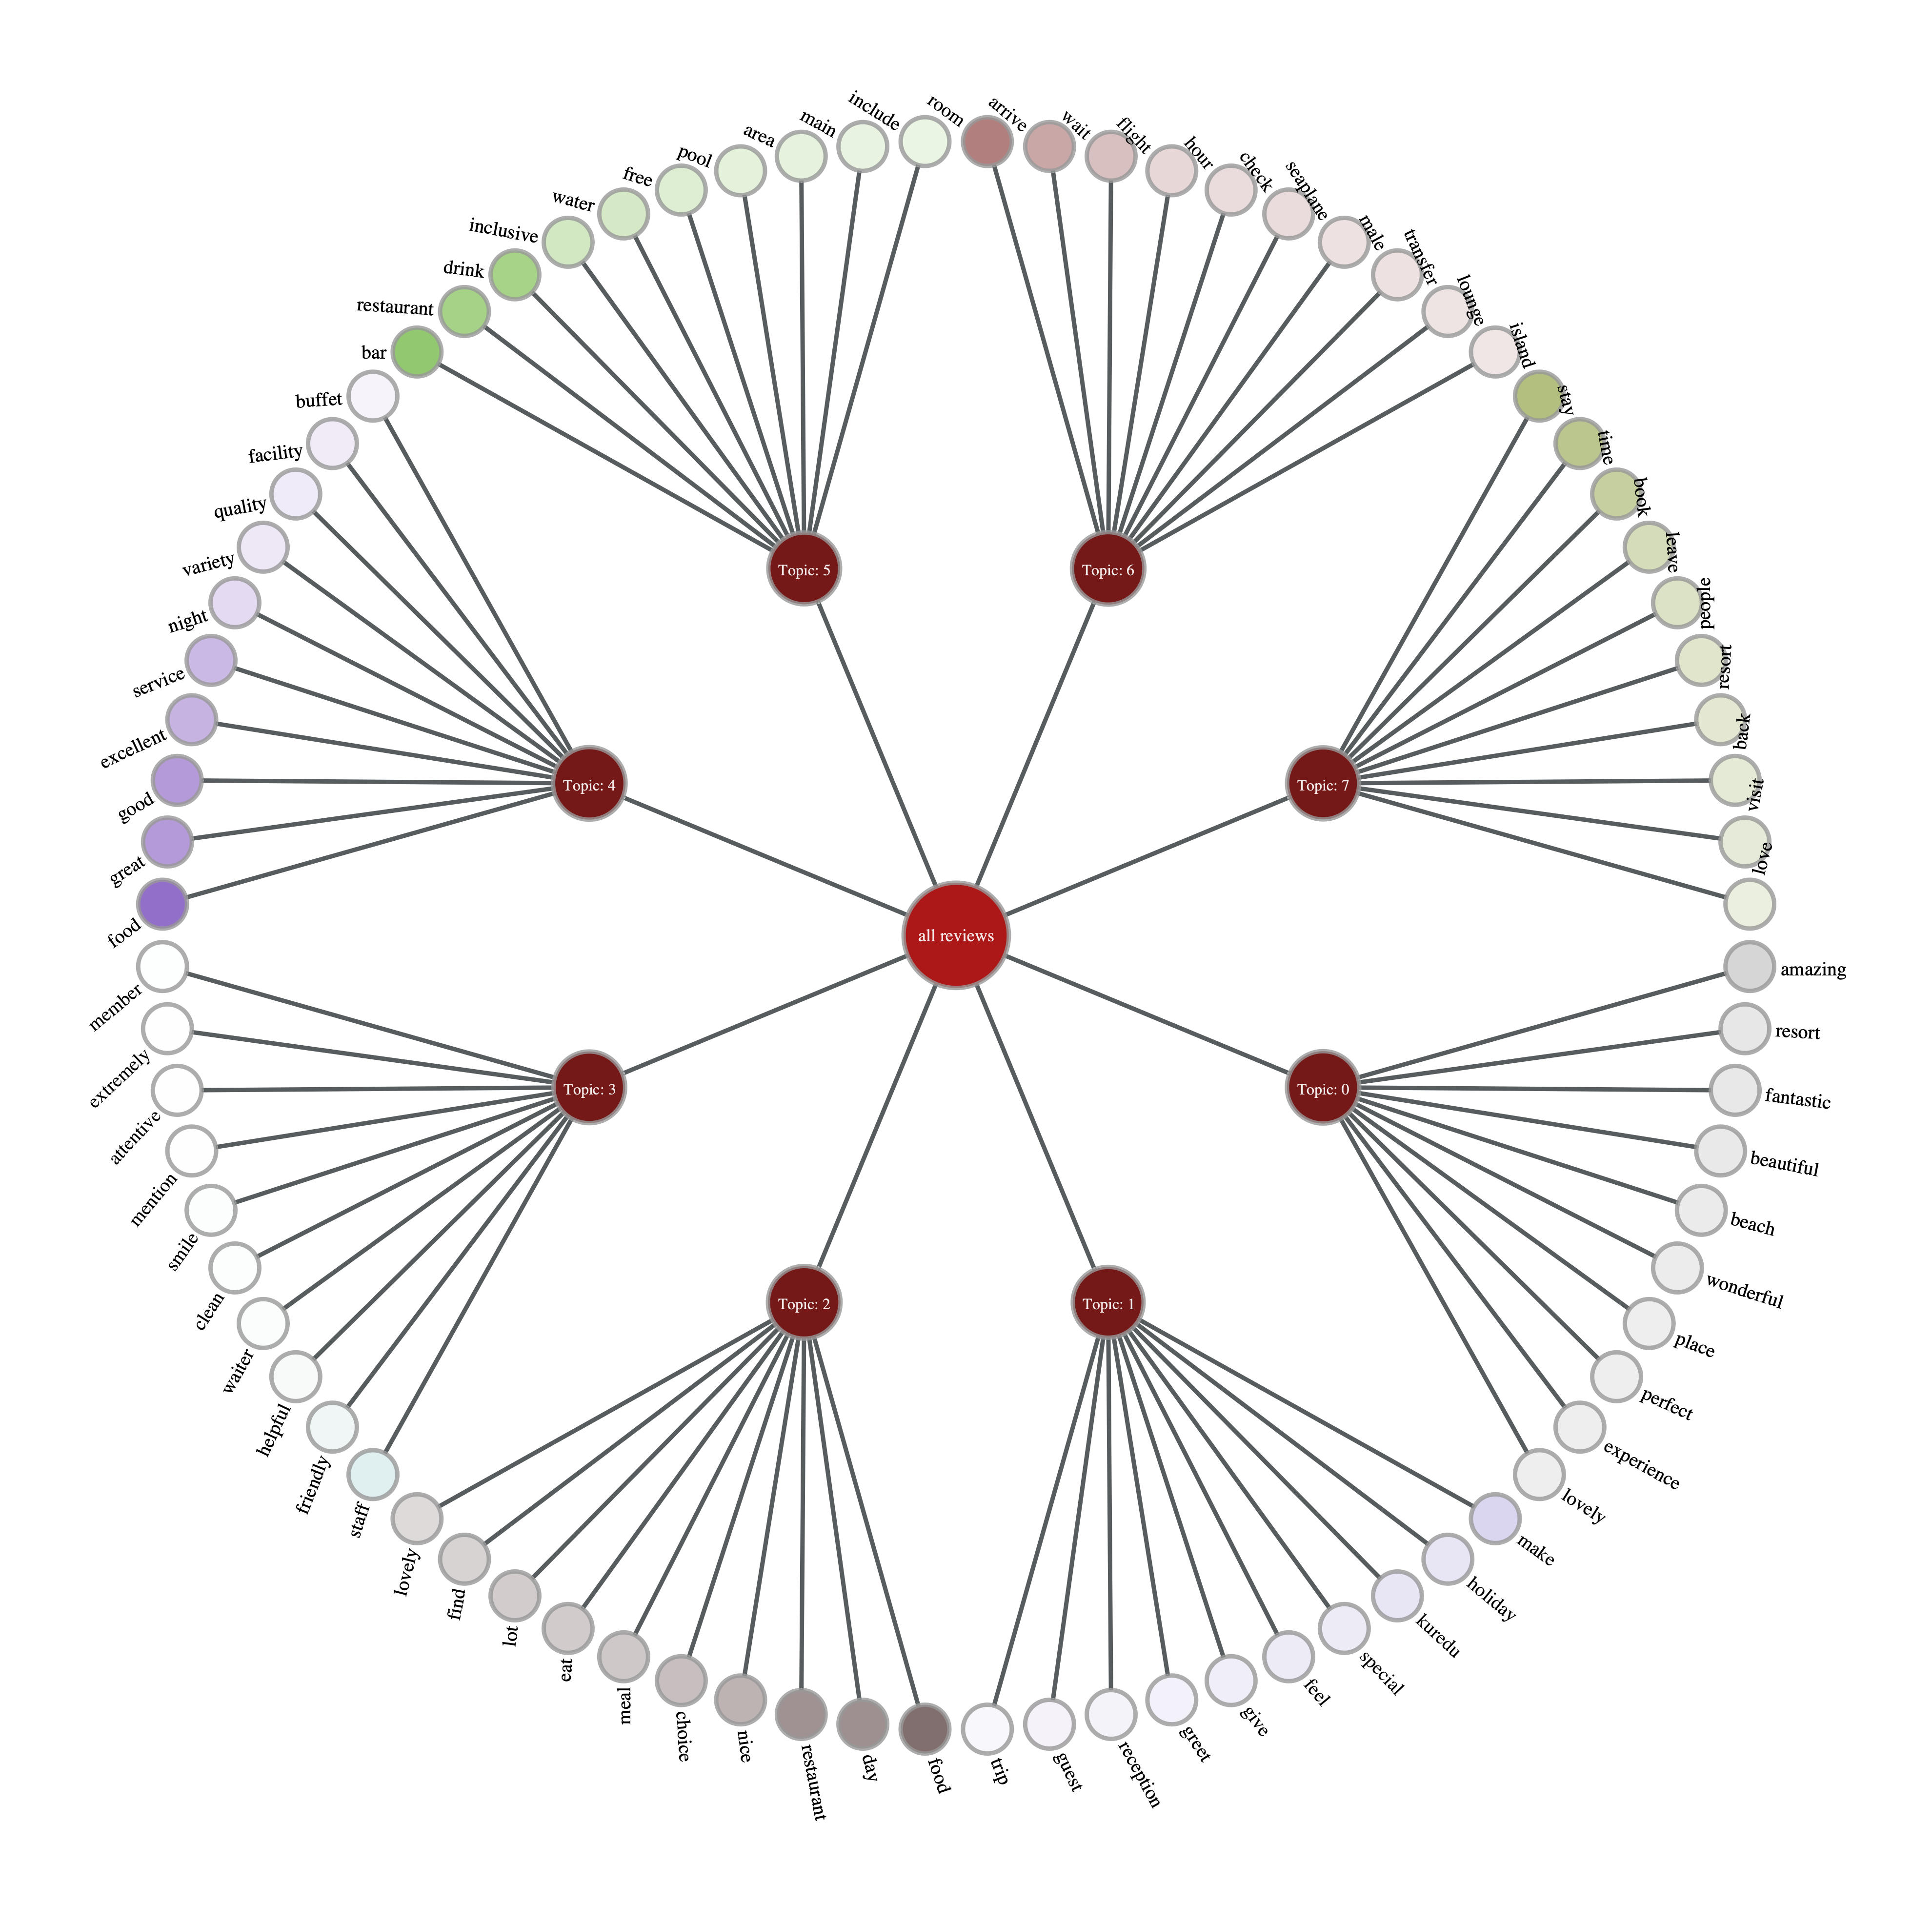 all reviews
Topic: 0
amazing
resort
fantastic
beautiful
beach
wonderful
place
perfect
experience
lovely
Topic: 1
make
holiday
kuredu
special
feel
give
greet
reception
guest
trip
Topic: 2
food
day
restaurant
nice
choice
meal
eat
lot
find
lovely
Topic: 3
staff
friendly
helpful
waiter
clean
smile
mention
attentive
extremely
member
Topic: 4
food
great
good
excellent
service
night
variety
quality
facility
buffet
Topic: 5
bar
restaurant
drink
inclusive
water
free
pool
area
main
include
room
Topic: 6
arrive
wait
flight
hour
check
seaplane
male
transfer
lounge
island
Topic: 7
stay
time
book
leave
people
resort
back
visit
love